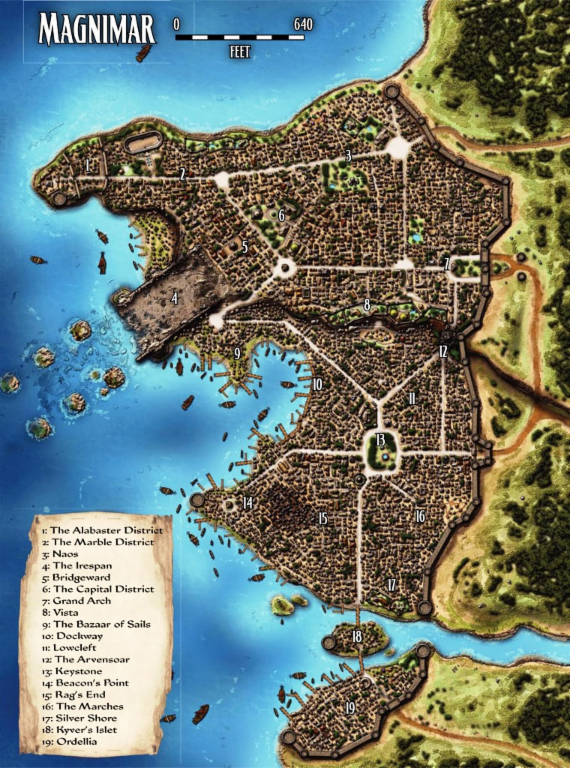 MAGNIMAR
0 640
FEET
1
2
3
4
5
6
7
8
9
10
11
12
13
14
15
16
17
18
19
1: The Alabaster District
2: The Marble District
3: Naos
4: The Irespan
5: Bridgeward
6: The Capital District
7: Grand Arch
8: Vista
9: The Bazaar of Sails
10: Dockway
11: Lowcleft
12: The Arvensoar
13: Keystone
14: Beacon's Point
15: Rag's End
16: The Marches
17: Silver Shore
18: Kyver's Islet
19: Ordellia